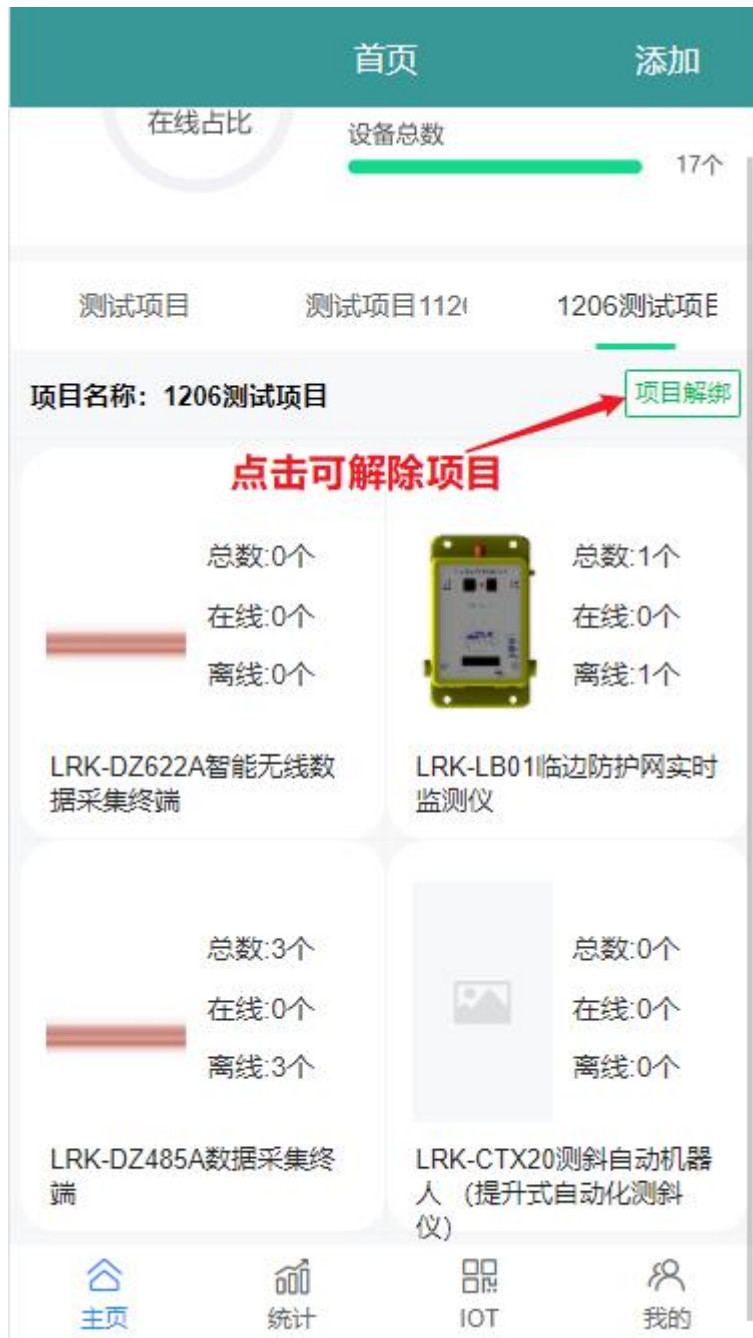 首页
添加
在线占比
设备总数
17个
测试项目
测试项目112
1206测试项目
项目名称：1206测试项目
项目解绑
点击可解除项目
总数:0个
在线:0个
离线:0个
总数:1个
在线:0个
离线:1个
LRK-DZ622A智能无线数
据采集终端
LRK-LB01临边防护网实时
监测仪
总数:3个
在线:0个
离线:3个
总数:0个
在线:0个
离线:0个
LRK-DZ485A数据采集终
端
LRK-CTX20测斜自动机器
人 （提升式自动化测斜
仪）
主页
统计
IOT
我的